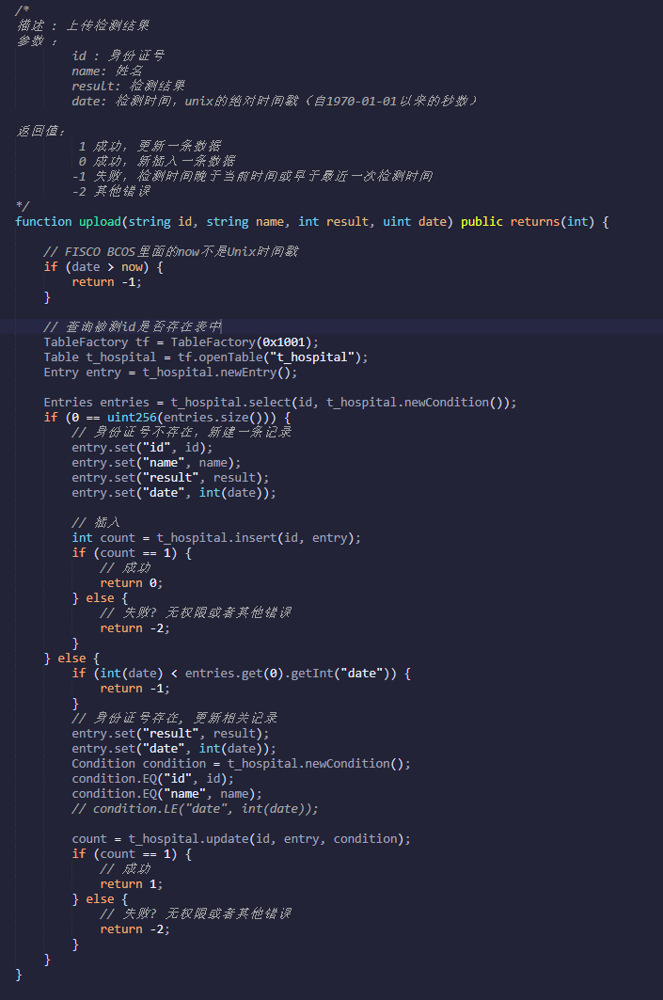 /*
描述 : 上传检测结果
参数 :
        id : 身份证号
        name: 姓名
        result: 检测结果
        date: 检测时间，unix的绝对时间戳（自1970-01-01以来的秒数）

返回值：
         1 成功，更新一条数据
         0 成功，新插入一条数据
        -1 失败，检测时间晚于当前时间或早于最近一次检测时间
        -2 其他错误
*/
function upload(string id, string name, int result, uint date) public returns(int) {

    // FISCO BCOS里面的now不是Unix时间戳
    if (date > now) {
        return -1;
    }

    // 查询被测id是否存在表中
    TableFactory tf = TableFactory(0x1001);
    Table t_hospital = tf.openTable("t_hospital");
    Entry entry = t_hospital.newEntry();

    Entries entries = t_hospital.select(id, t_hospital.newCondition());
    if (0 == uint256(entries.size())) {
        // 身份证号不存在，新建一条记录
        entry.set("id", id);
        entry.set("name", name);
        entry.set("result", result);
        entry.set("date", int(date));

        // 插入
        int count = t_hospital.insert(id, entry);
        if (count == 1) {
            // 成功
            return 0;
        } else {
            // 失败? 无权限或者其他错误
            return -2;
        }
    } else {
        if (int(date) < entries.get(0).getInt("date")) {
            return -1;
        }
        // 身份证号存在, 更新相关记录
        entry.set("result", result);
        entry.set("date", int(date));
        Condition condition = t_hospital.newCondition();
        condition.EQ("id", id);
        condition.EQ("name", name);
        // condition.LE("date", int(date));

        count = t_hospital.update(id, entry, condition);
        if (count == 1) {
            // 成功
            return 1;
        } else {
            // 失败? 无权限或者其他错误
            return -2;
        }
    }
}